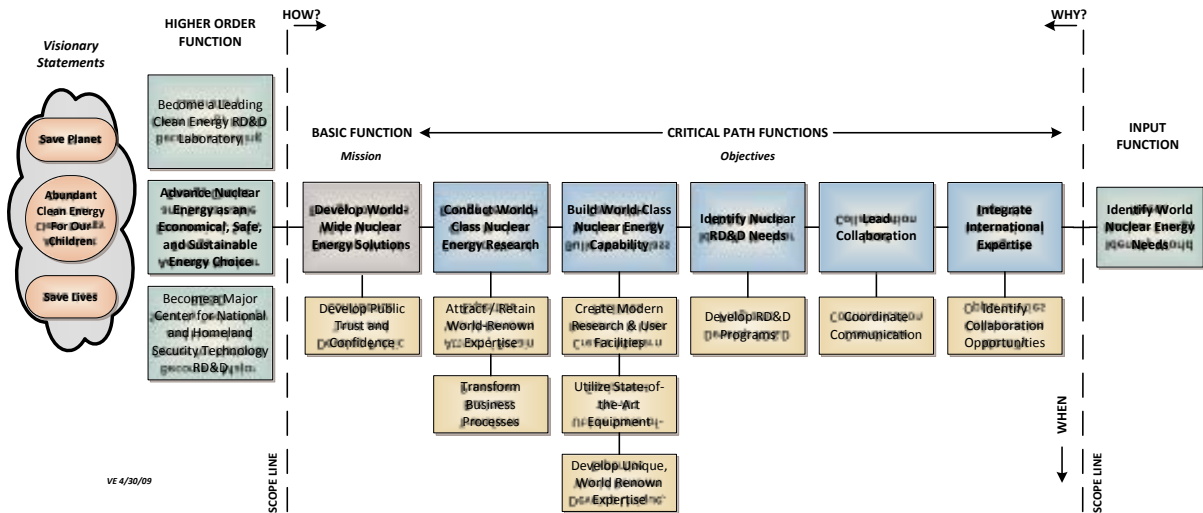 HOW?
WHY?
HIGHER ORDER
FUNCTION
Visionary
Statements
Save Planet
Abundant
Clean Energy
For Our
Children
Save Lives
Become a Leading
Clean Energy RD&D
Laboratory
Advance Nuclear
Energy as an
Economical, Safe,
and Sustainable
Energy Choice
Become a Major
Center for National
and Homeland
Security Technology
RD&D
BASIC FUNCTION
Mission
CRITICAL PATH FUNCTIONS
Objectives
INPUT
FUNCTION
Develop World-
Wide Nuclear
Energy Solutions
Conduct World-
Class Nuclear
Energy Research
Build World-Class
Nuclear Energy
Capability
Identify Nuclear
RD&D Needs
Lead
Collaboration
Integrate
International
Expertise
Identify World
Nuclear Energy
Needs
Develop Public
Trust and
Confidence
Attract / Retain
World-Renown
Expertise
Create Modern
Research & User
Facilities
Develop RD&D
Programs
Coordinate
Communication
Identify
Collaboration
Opportunities
Transform
Business
Processes
Utilize State-of-
the-Art
Equipment
Develop Unique,
World Renown
Expertise
WHEN
SCOPE LINE
SCOPE LINE
VE 4/30/09